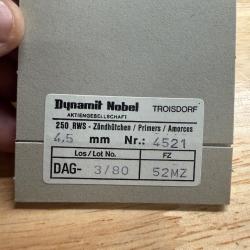 Dynamit Nobel TROISDORF
AKTIENGESELLSCHAFT
250 RWS - Zündhütchen / Primers / Amorces
4,5 mm Nr.: 4521
Los / Lot No. FZ
DAG- 3/80 52MZ